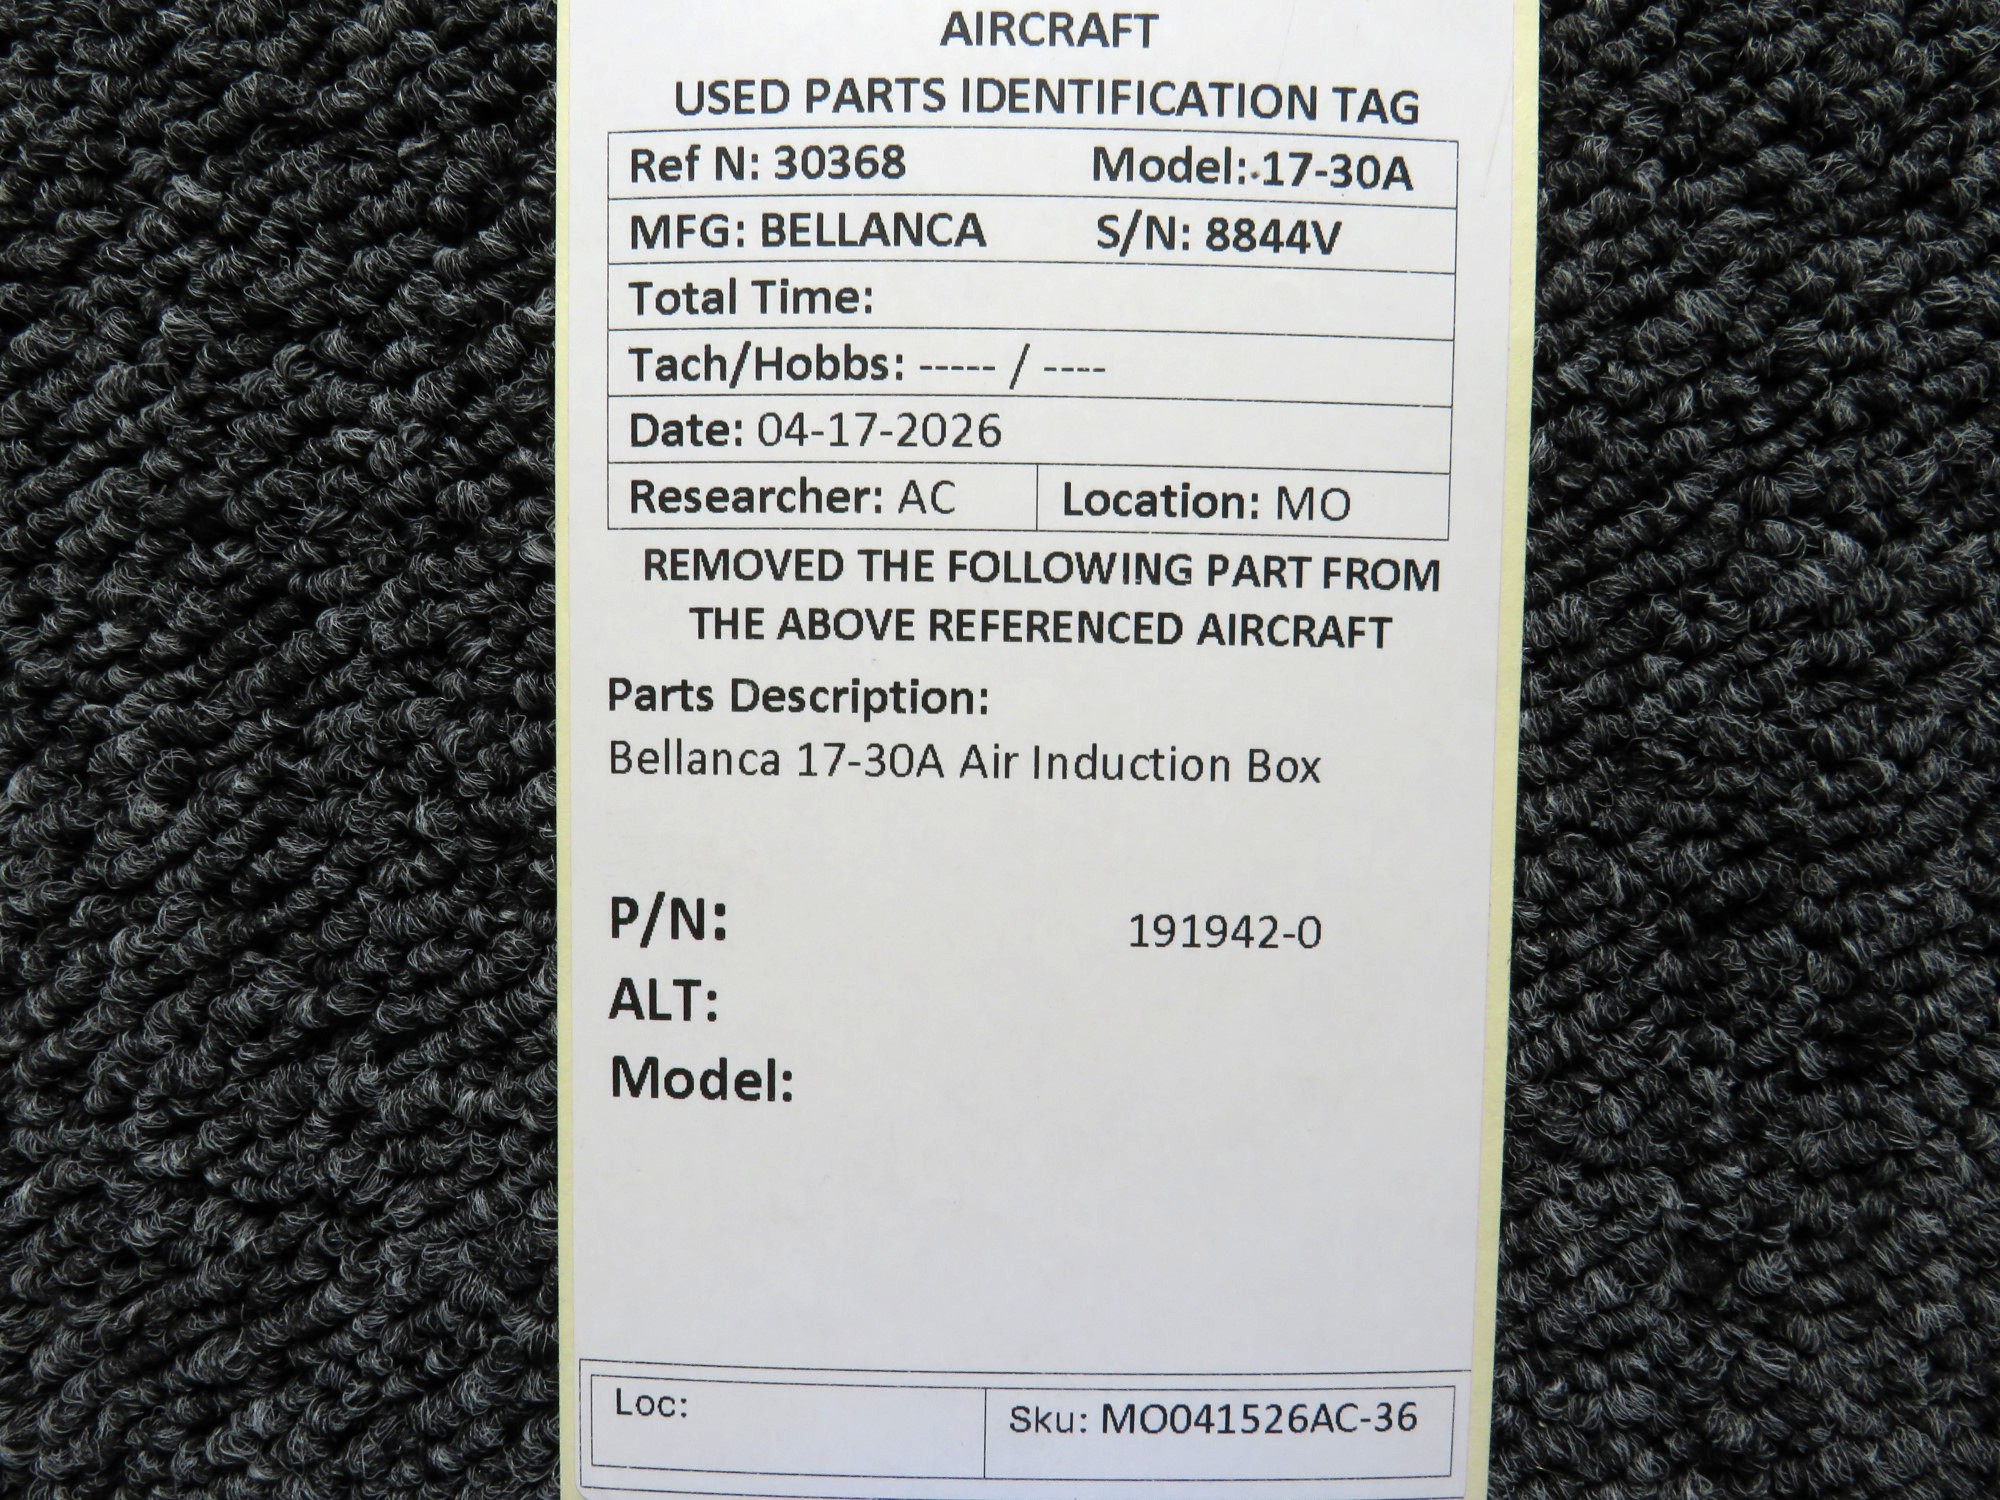 AIRCRAFT
USED PARTS IDENTIFICATION TAG
Ref N: 30368 Model: 17-30A
MFG: BELLANCA S/N: 8844V
Total Time:
Tach/Hobbs: ----- / ----
Date: 04-17-2026
Researcher: AC Location: MO
REMOVED THE FOLLOWING PART FROM
THE ABOVE REFERENCED AIRCRAFT
Parts Description:
Bellanca 17-30A Air Induction Box
P/N: 191942-0
ALT:
Model:
Loc: Sku: MO041526AC-36